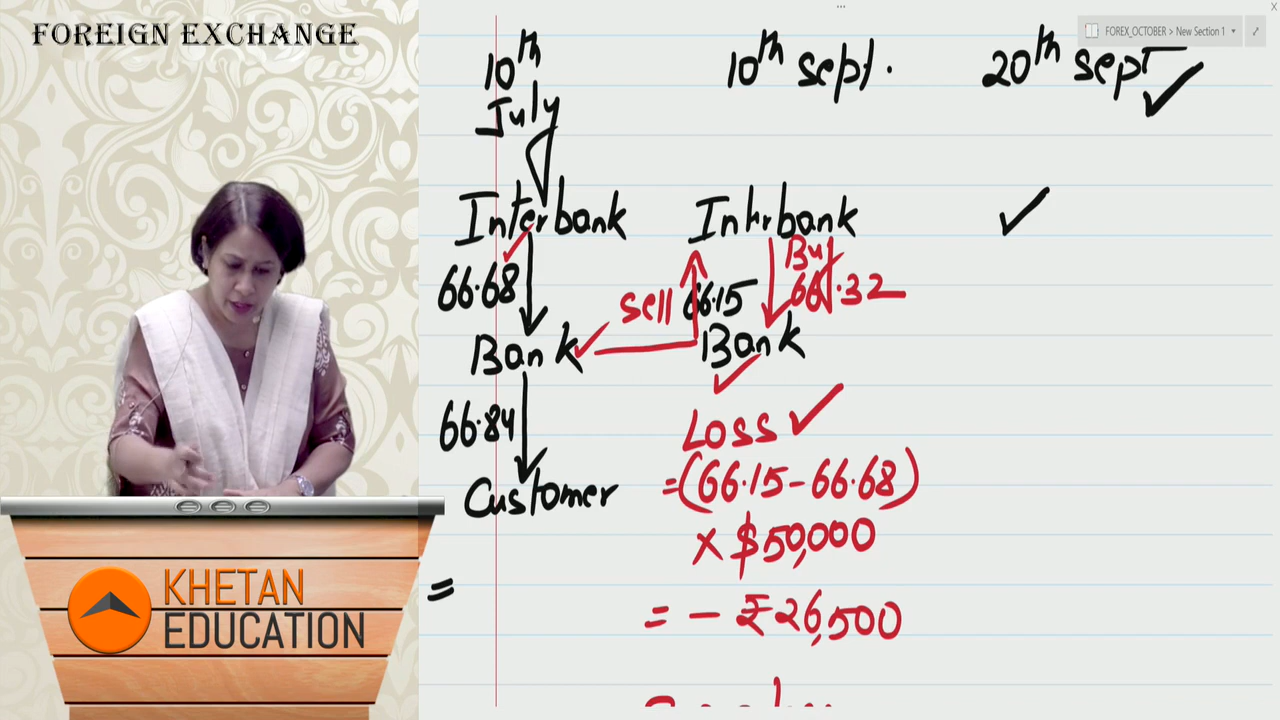 FOREIGN EXCHANGE
FOREX_OCTOBER > New Section 1
10th July
10th sept.
20th sept
Interbank
66.68
Bank
66.84
Customer
=
Interbank
sell
66.15
Buy
66.32
Bank
Loss
=(66.15-66.68)
x $50,000
= - ₹26,500
KHETAN
EDUCATION